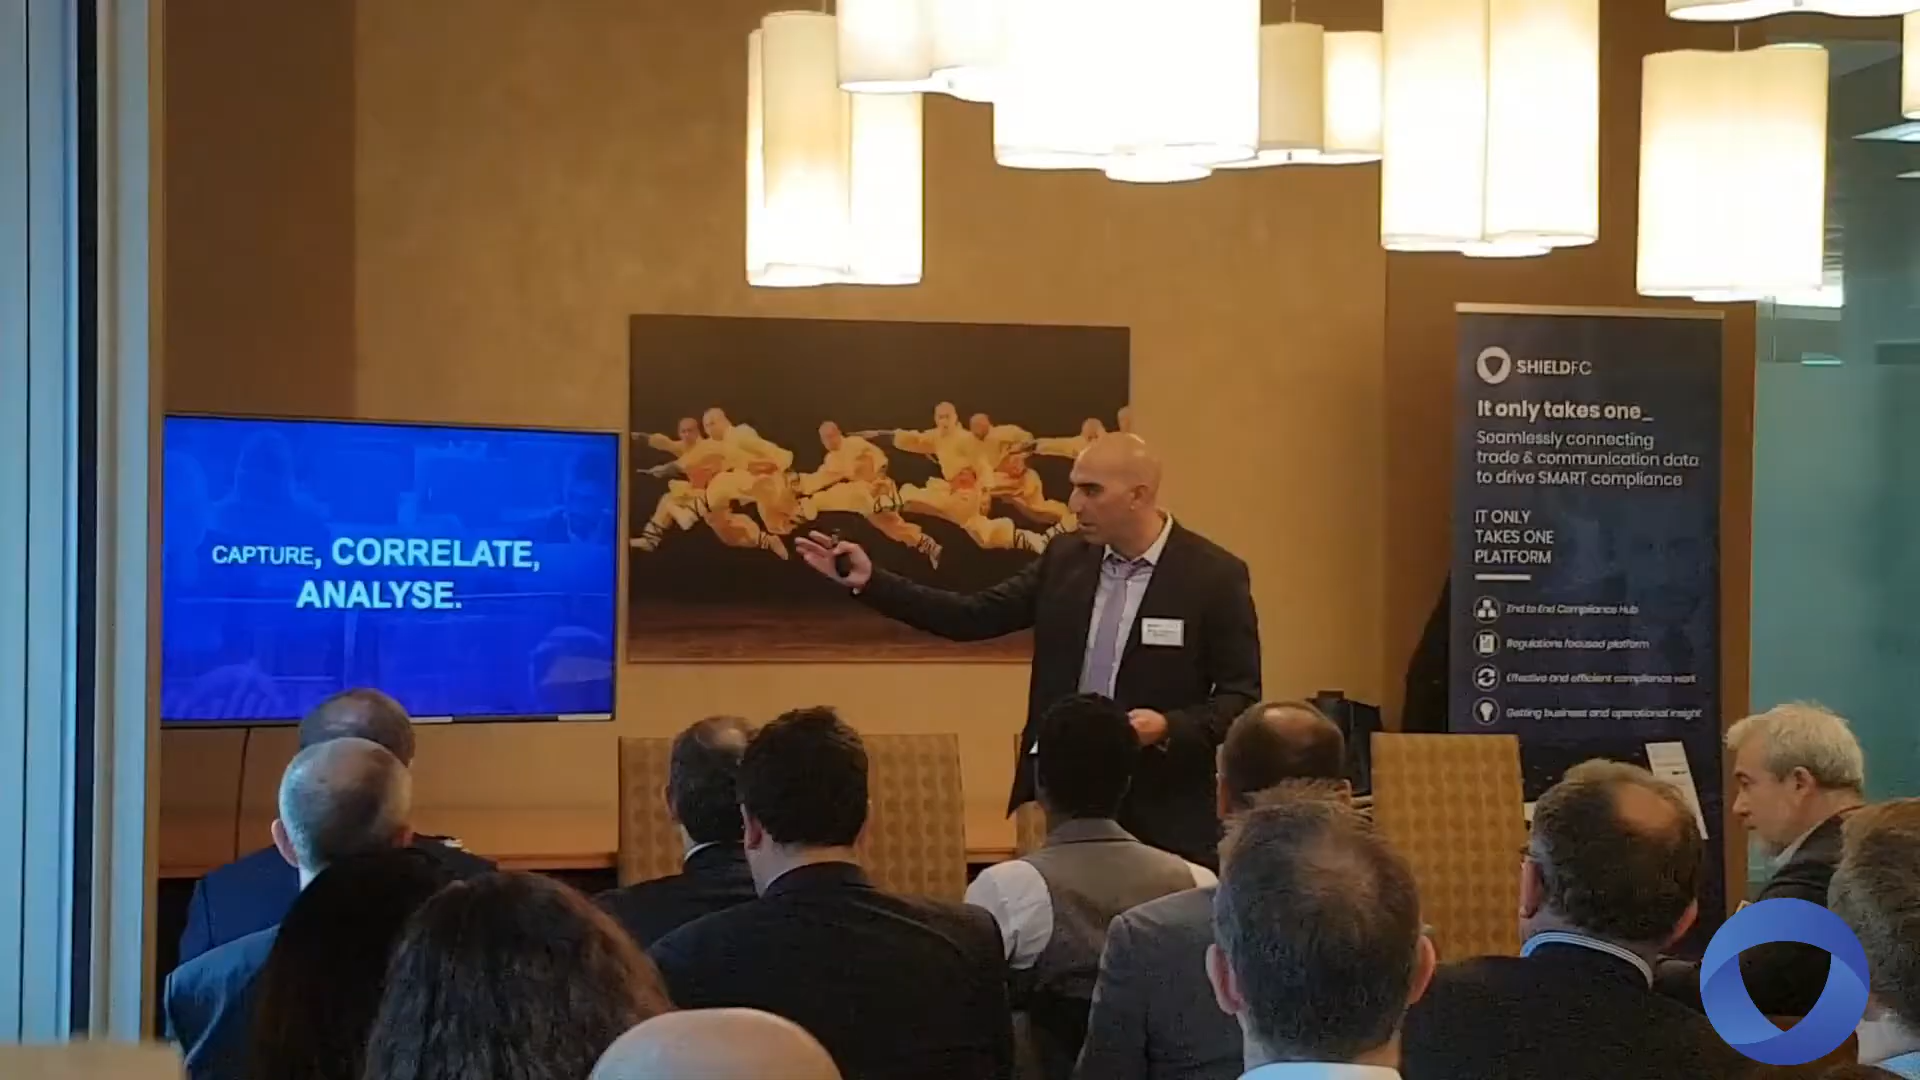 CAPTURE, CORRELATE,
ANALYSE.
SHIELDFC
It only takes one_
Seamlessly connecting
trade & communication data
to drive SMART compliance
IT ONLY
TAKES ONE
PLATFORM
End to End Compliance Hub
Regulations focused platform
Effective and efficient compliance work
Getting business and operational insight